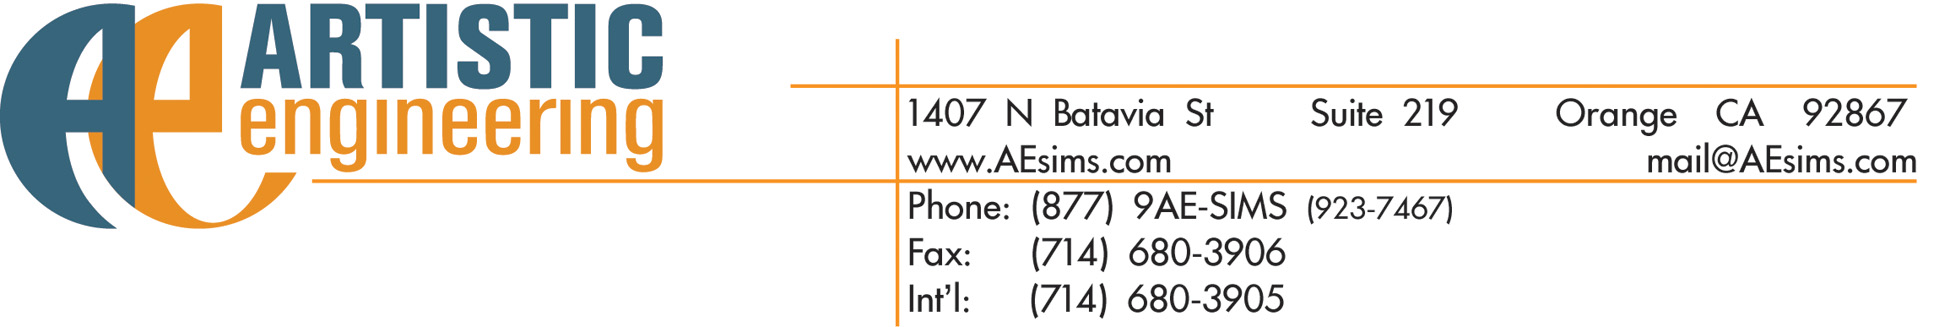 AE ARTISTIC
engineering
1407 N Batavia St Suite 219 Orange CA 92867
www.AEsims.com mail@AEsims.com
Phone: (877) 9AE-SIMS (923-7467)
Fax: (714) 680-3906
Int'l: (714) 680-3905